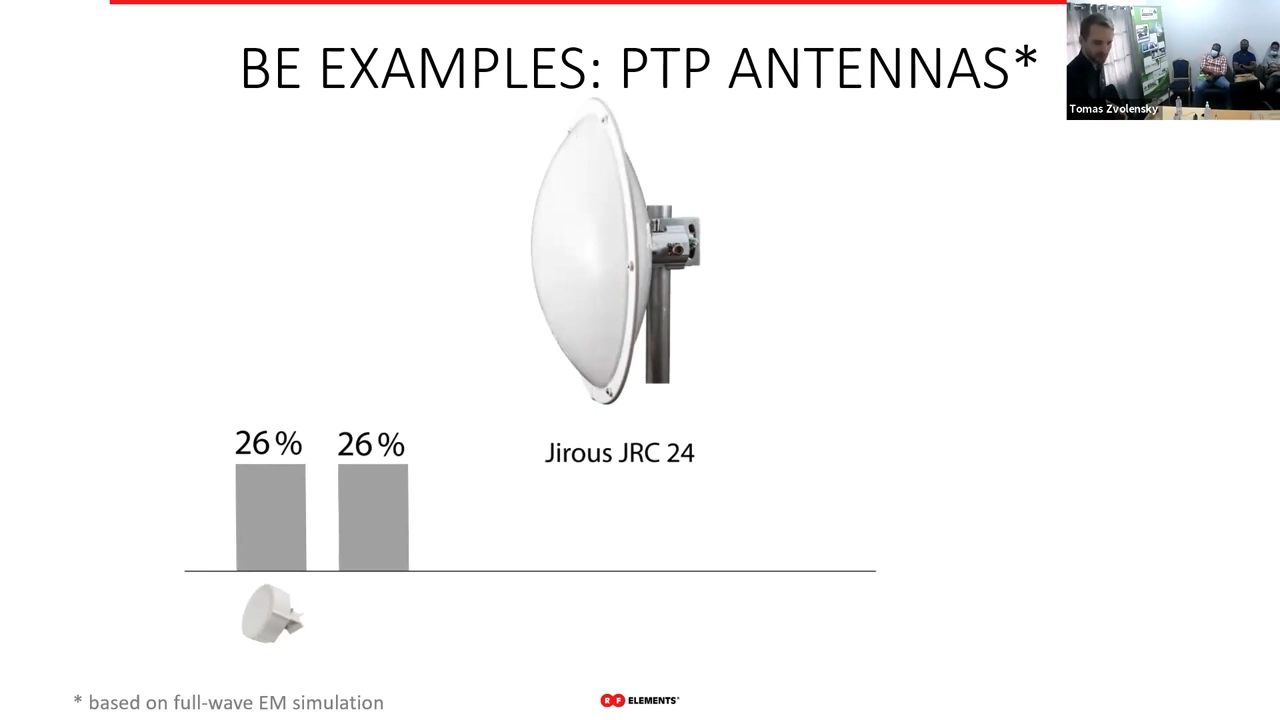 BE EXAMPLES: PTP ANTENNAS*
Tomas Zvolensky
26 %
26 %
Jirous JRC 24
* based on full-wave EM simulation
RF ELEMENTS